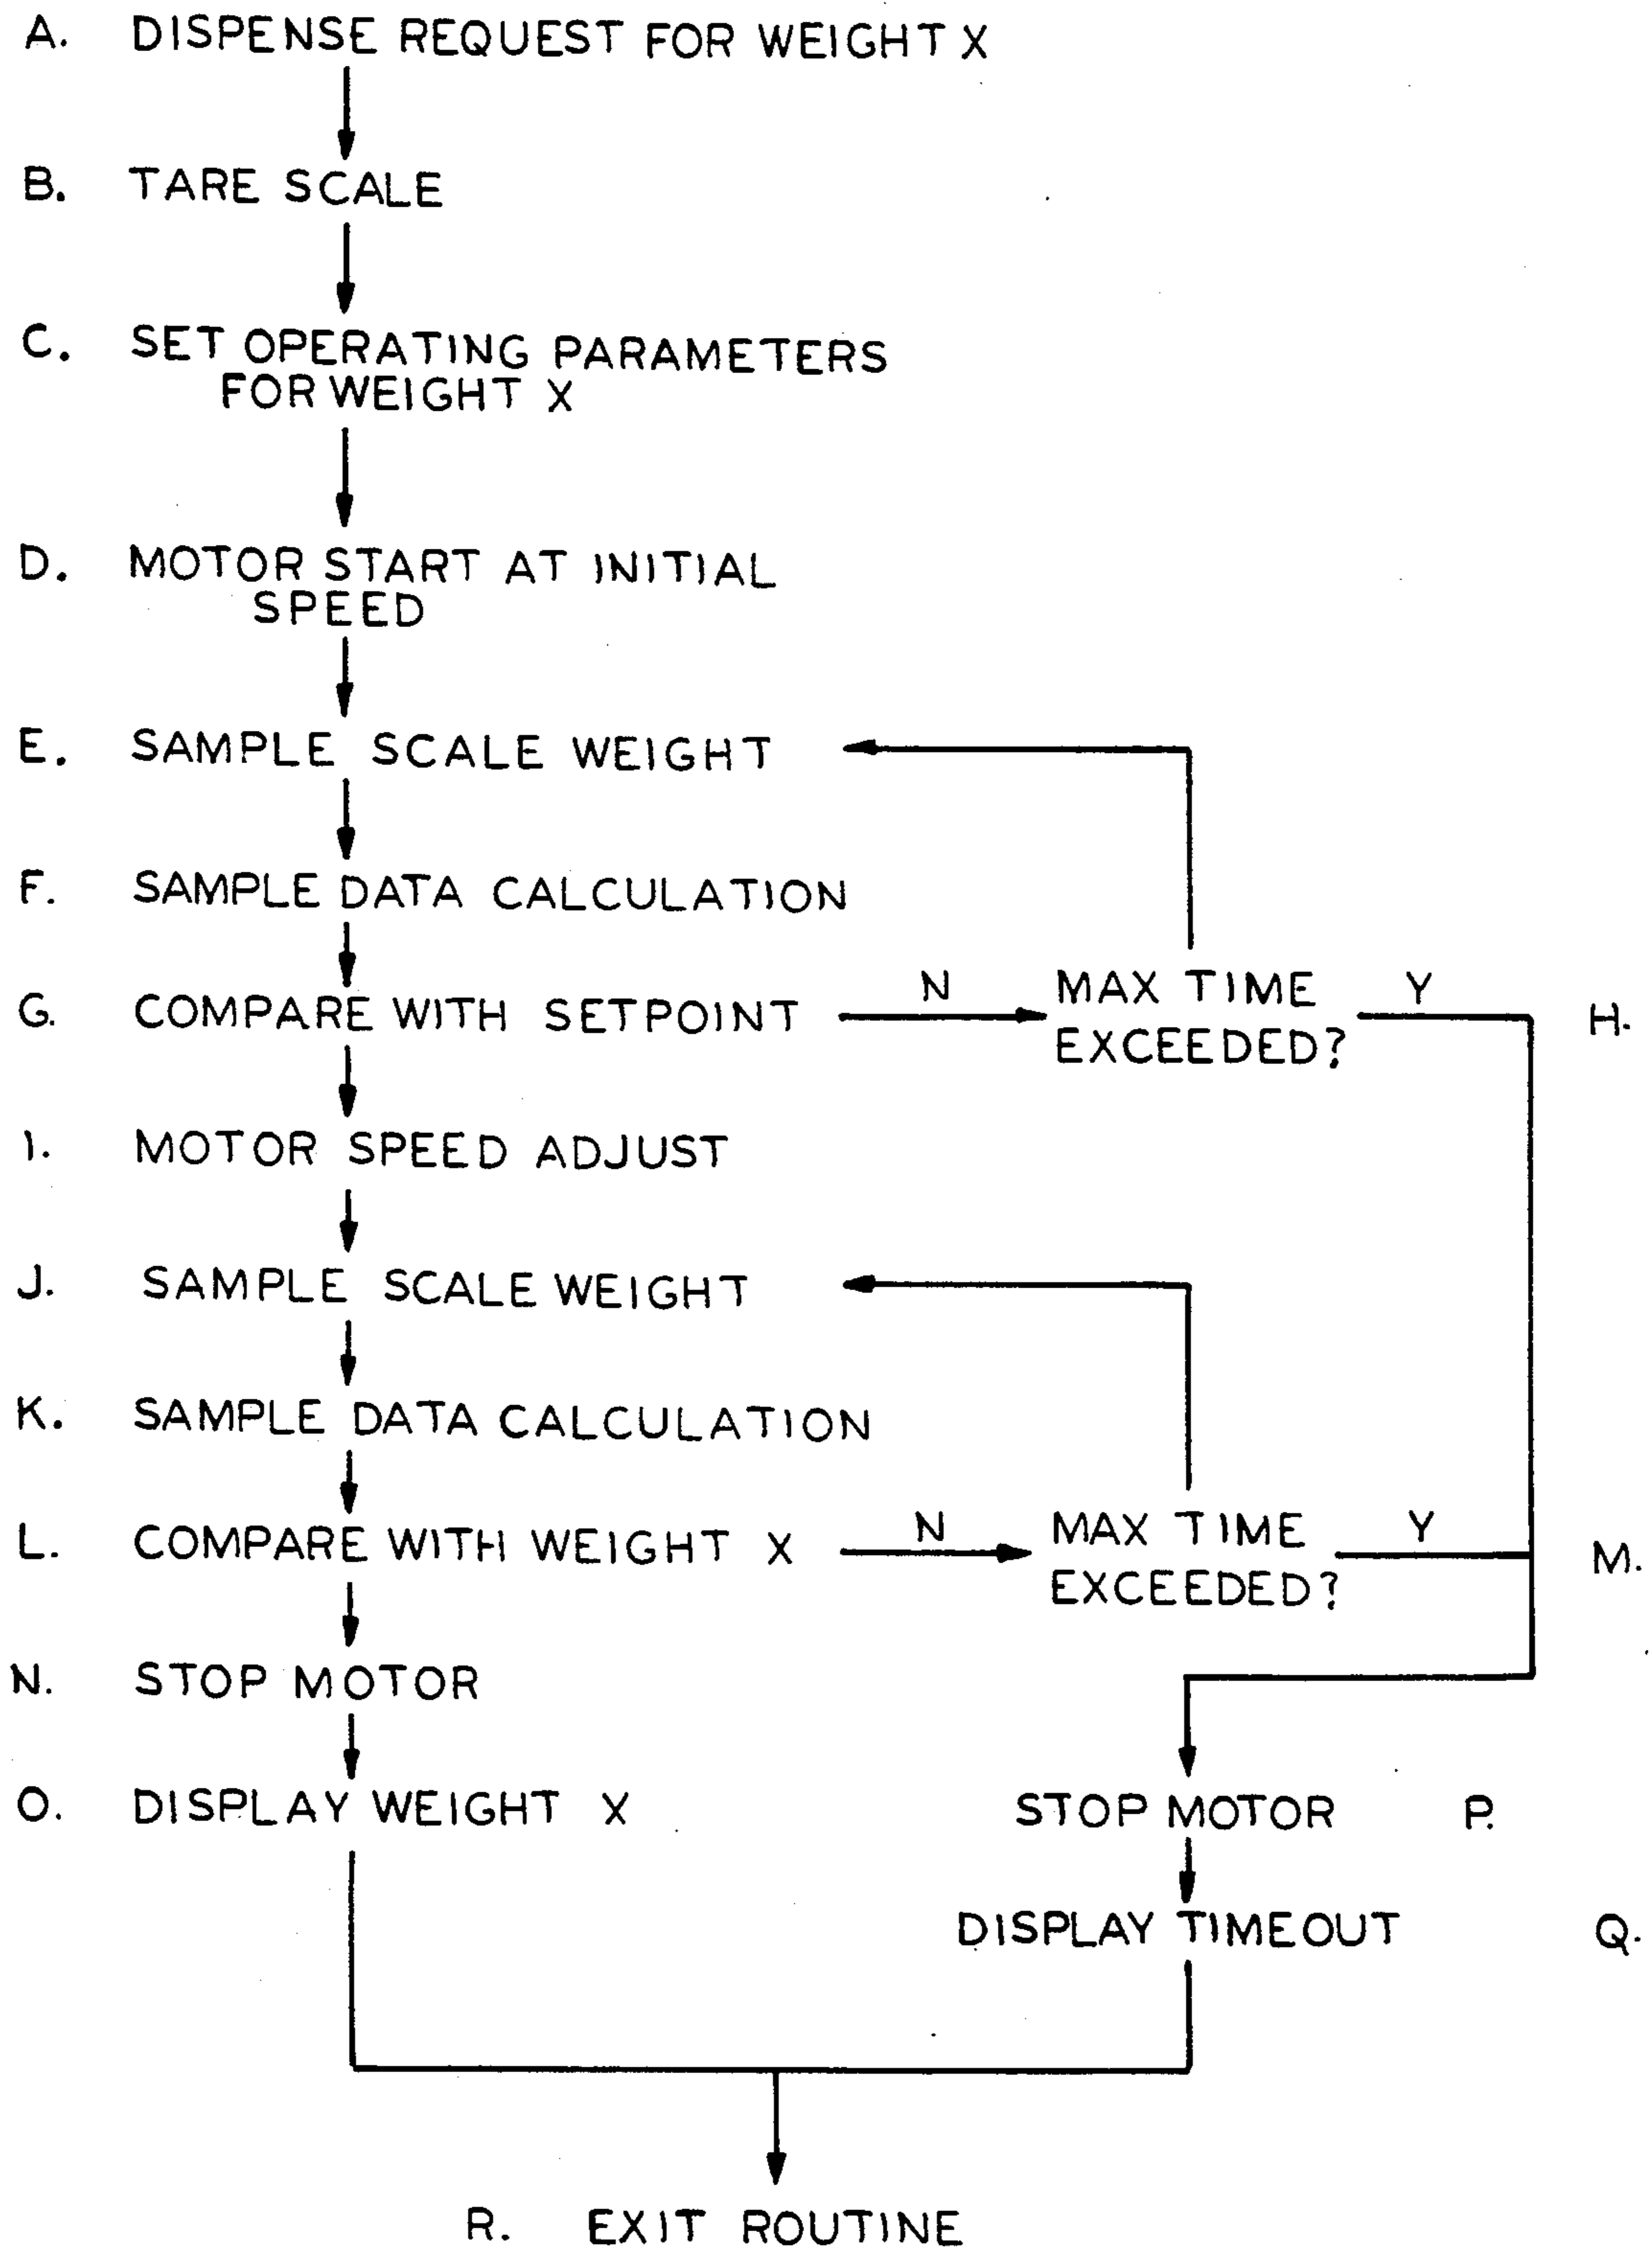 A. DISPENSE REQUEST FOR WEIGHT X
B. TARE SCALE
C. SET OPERATING PARAMETERS
FOR WEIGHT X
D. MOTOR START AT INITIAL
SPEED
E. SAMPLE SCALE WEIGHT
F. SAMPLE DATA CALCULATION
G. COMPARE WITH SETPOINT N MAX TIME Y H.
EXCEEDED?
I. MOTOR SPEED ADJUST
J. SAMPLE SCALE WEIGHT
K. SAMPLE DATA CALCULATION
L. COMPARE WITH WEIGHT X N MAX TIME Y M.
EXCEEDED?
N. STOP MOTOR
O. DISPLAY WEIGHT X STOP MOTOR P.
DISPLAY TIMEOUT Q.
R. EXIT ROUTINE